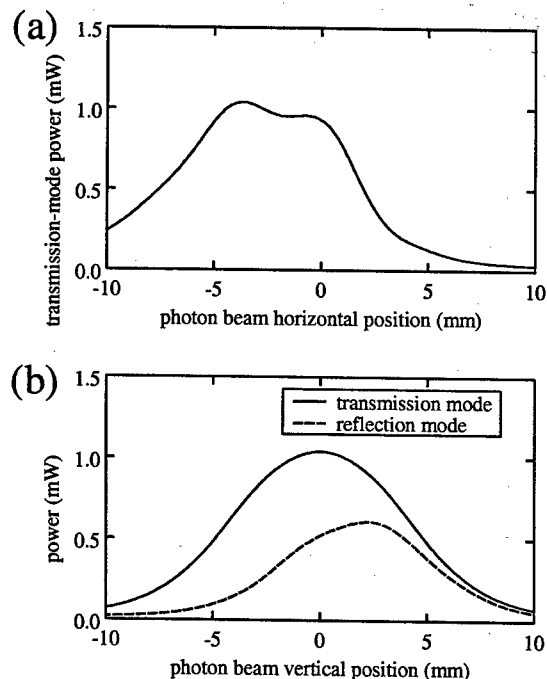 (a)
1.5
1.0
0.5
0.0
transmission-mode power (mW)
-10
-5
0
5
10
photon beam horizontal position (mm)
(b)
1.5
1.0
0.5
0.0
power (mW)
transmission mode
reflection mode
-10
-5
0
5
10
photon beam vertical position (mm)